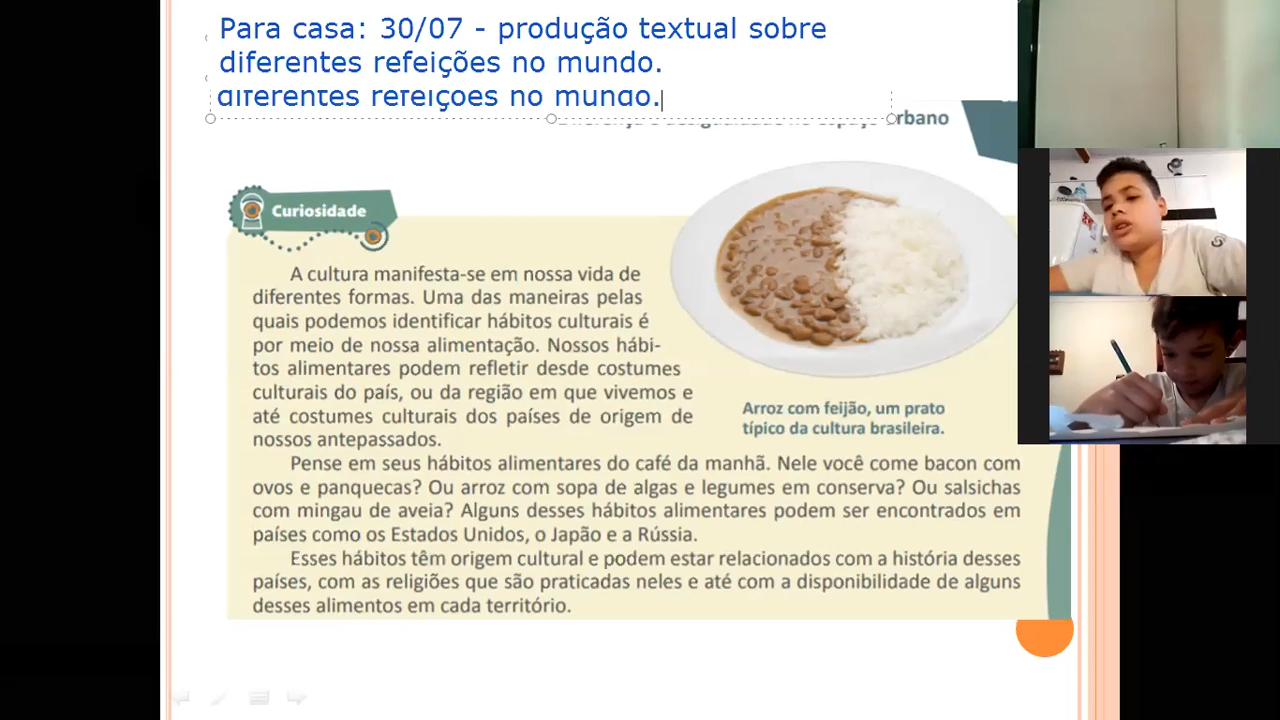 Para casa: 30/07 - produção textual sobre
diferentes refeições no mundo.
diferentes refeições no mundo.
Diferença e desigualdade no espaço urbano
Curiosidade
A cultura manifesta-se em nossa vida de
diferentes formas. Uma das maneiras pelas
quais podemos identificar hábitos culturais é
por meio de nossa alimentação. Nossos hábi-
tos alimentares podem refletir desde costumes
culturais do país, ou da região em que vivemos e
até costumes culturais dos países de origem de
nossos antepassados.
Arroz com feijão, um prato
típico da cultura brasileira.
Pense em seus hábitos alimentares do café da manhã. Nele você come bacon com
ovos e panquecas? Ou arroz com sopa de algas e legumes em conserva? Ou salsichas
com mingau de aveia? Alguns desses hábitos alimentares podem ser encontrados em
países como os Estados Unidos, o Japão e a Rússia.
Esses hábitos têm origem cultural e podem estar relacionados com a história desses
países, com as religiões que são praticadas neles e até com a disponibilidade de alguns
desses alimentos em cada território.